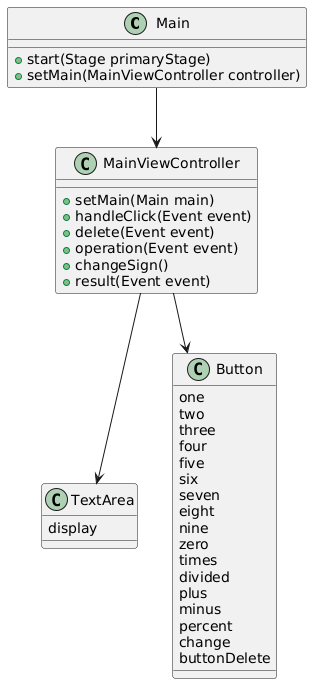 C Main
start(Stage primaryStage)
setMain(MainViewController controller)
C MainViewController
setMain(Main main)
handleClick(Event event)
delete(Event event)
operation(Event event)
changeSign()
result(Event event)
C TextArea
display
C Button
one
two
three
four
five
six
seven
eight
nine
zero
times
divided
plus
minus
percent
change
buttonDelete